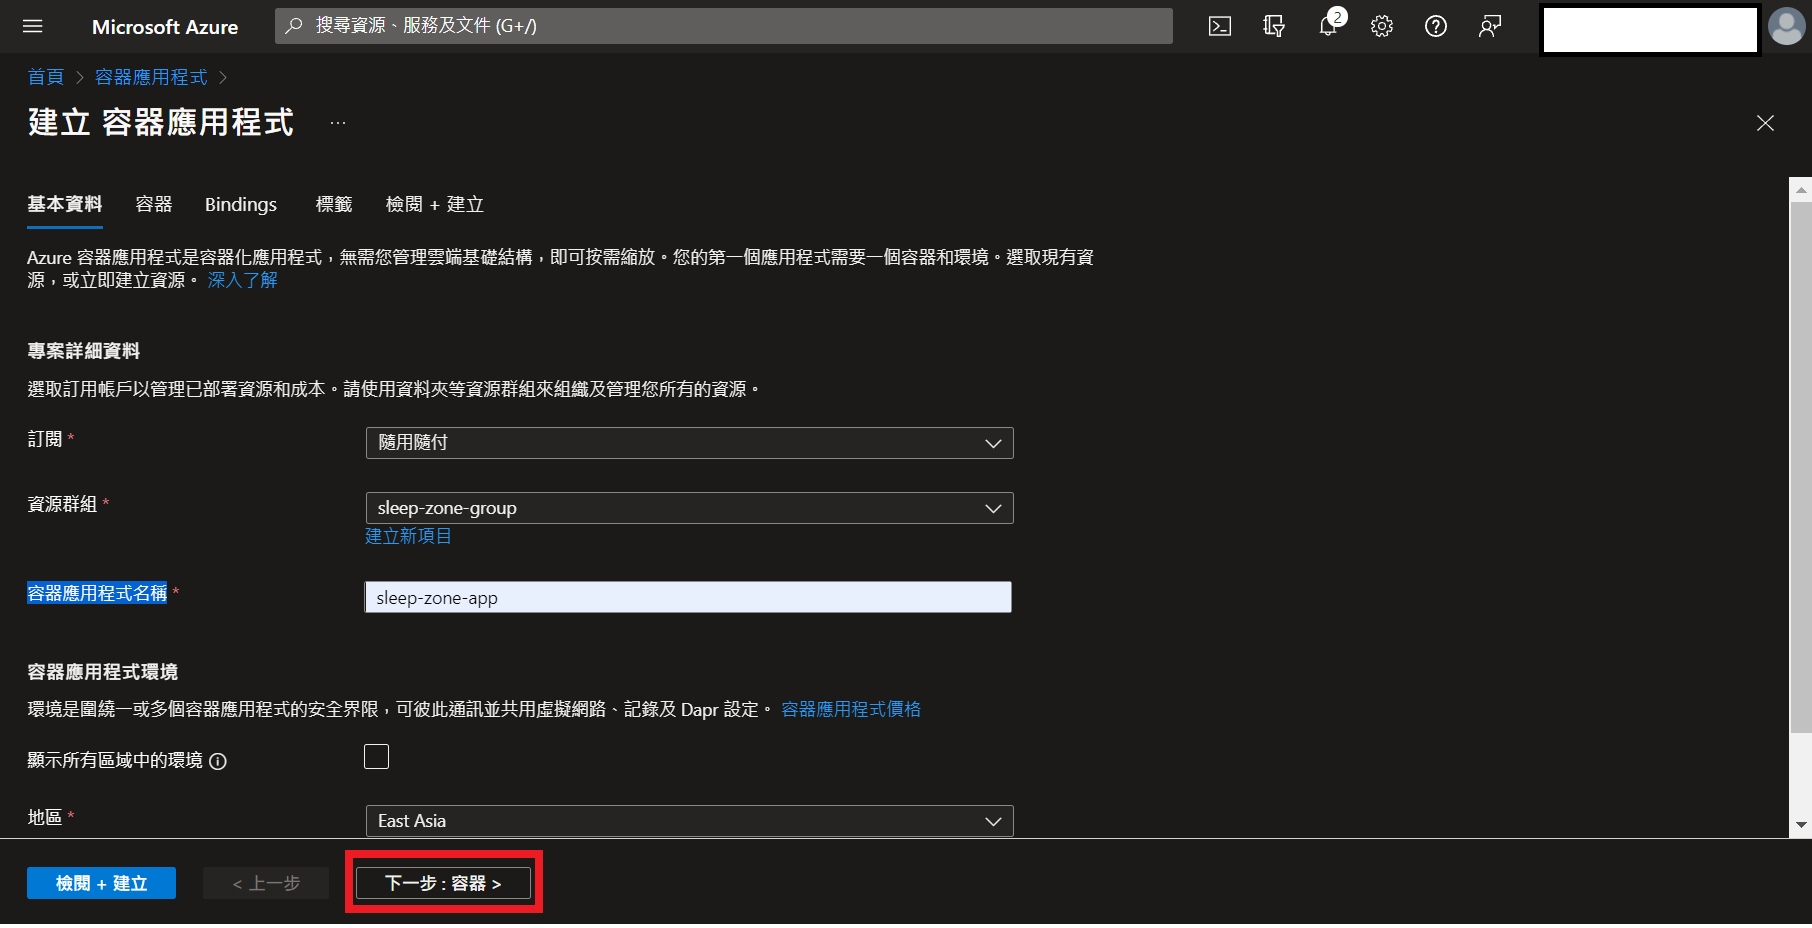 Microsoft Azure
搜尋資源、服務及文件 (G+/)
2
首頁 > 容器應用程式 >
建立 容器應用程式 ...
基本資料 容器 Bindings 標籤 檢閱 + 建立
Azure 容器應用程式是容器化應用程式，無需您管理雲端基礎結構，即可按需縮放。您的第一個應用程式需要一個容器和環境。選取現有資
源，或立即建立資源。 深入了解
專案詳細資料
選取訂用帳戶以管理已部署資源和成本。請使用資料夾等資源群組來組織及管理您所有的資源。
訂閱 *
隨用隨付
資源群組 *
sleep-zone-group
建立新項目
容器應用程式名稱 *
sleep-zone-app
容器應用程式環境
環境是圍繞一或多個容器應用程式的安全界限，可彼此通訊並共用虛擬網路、記錄及 Dapr 設定。 容器應用程式價格
顯示所有區域中的環境
地區 *
East Asia
檢閱 + 建立
< 上一步
下一步 : 容器 >